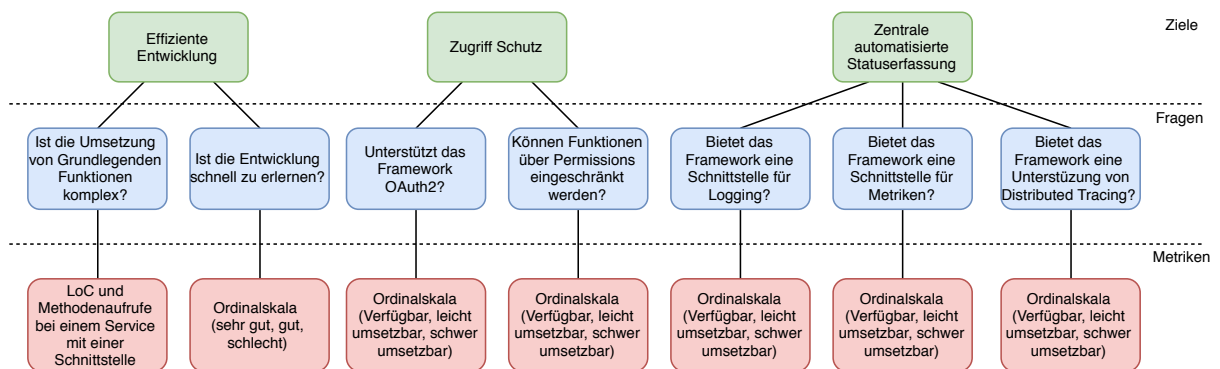 Effiziente
Entwicklung
Zugriff Schutz
Zentrale
automatisierte
Statuserfassung
Ziele
Fragen
Ist die Umsetzung
von Grundlegenden
Funktionen
komplex?
Ist die Entwicklung
schnell zu erlernen?
Unterstützt das
Framework
OAuth2?
Können Funktionen
über Permissions
eingeschränkt
werden?
Bietet das
Framework eine
Schnittstelle für
Logging?
Bietet das
Framework eine
Schnittstelle für
Metriken?
Bietet das
Framework eine
Unterstüzung von
Distributed Tracing?
Metriken
LoC und
Methodenaufrufe
bei einem Service
mit einer
Schnittstelle
Ordinalskala
(sehr gut, gut,
schlecht)
Ordinalskala
(Verfügbar, leicht
umsetzbar, schwer
umsetzbar)
Ordinalskala
(Verfügbar, leicht
umsetzbar, schwer
umsetzbar)
Ordinalskala
(Verfügbar, leicht
umsetzbar, schwer
umsetzbar)
Ordinalskala
(Verfügbar, leicht
umsetzbar, schwer
umsetzbar)
Ordinalskala
(Verfügbar, leicht
umsetzbar, schwer
umsetzbar)